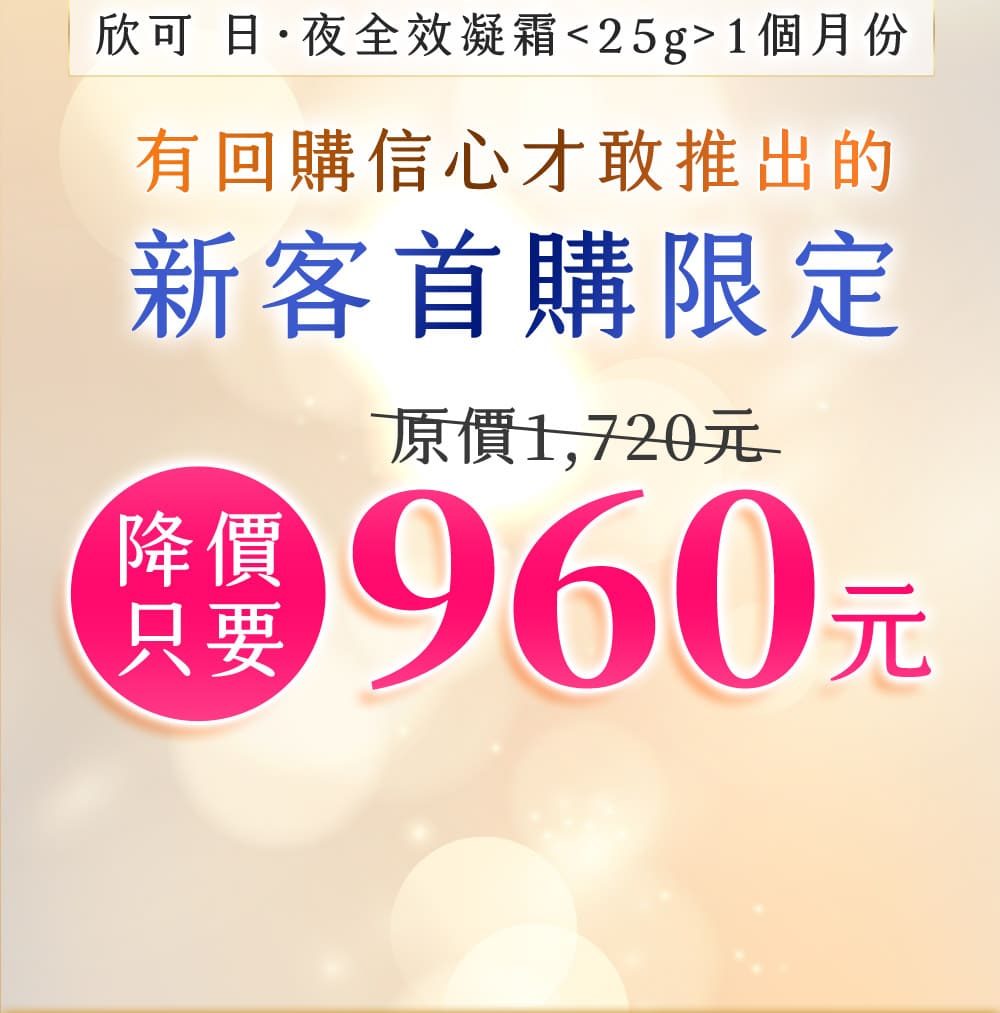 欣可 日·夜全效凝霜<25g>1個月份
有回購信心才敢推出的
新客首購限定
原價1,720元
降價
只要
960元